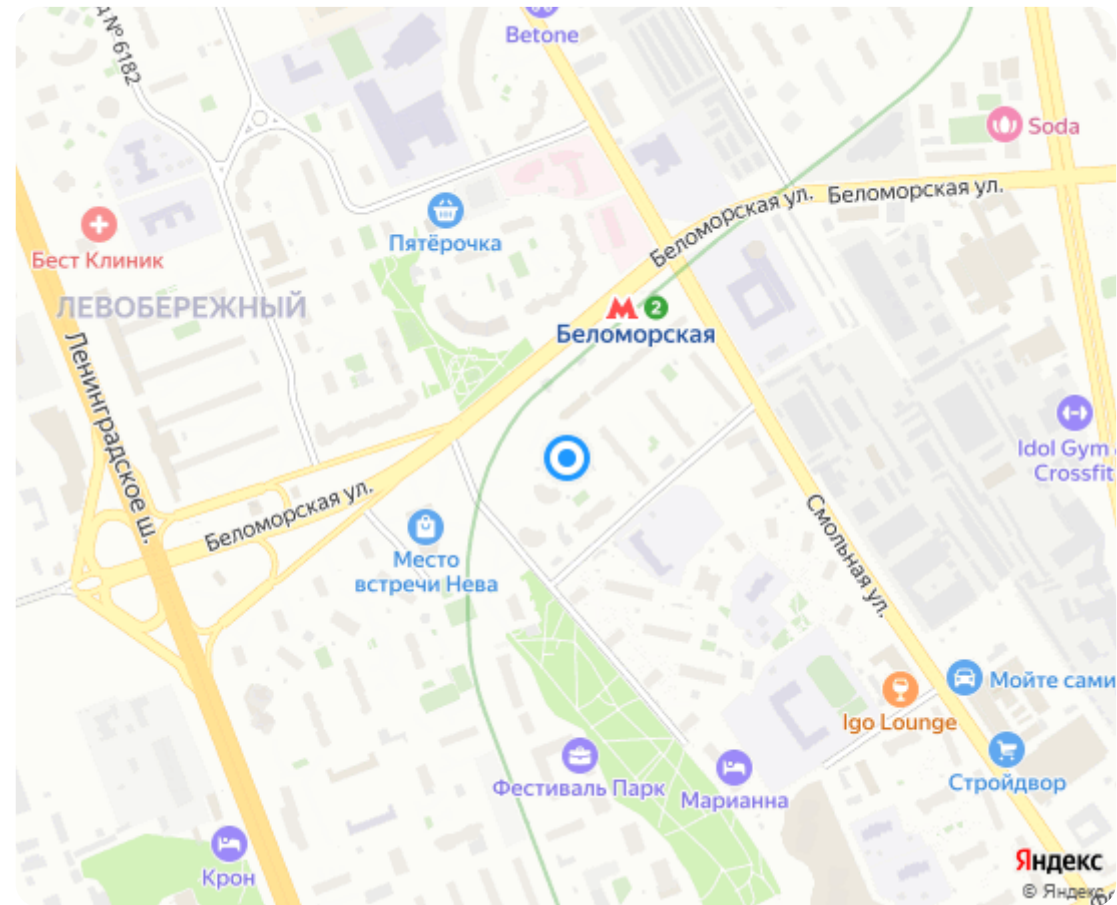 Betone
д № 6182
Soda
Беломорская ул.
Беломорская ул.
Пятёрочка
Бест Клиник
ЛЕВОБЕРЕЖНЫЙ
М 2
Беломорская
Ленинградское ш.
Idol Gym
Crossfit
Беломорская ул.
Место
встречи Нева
Смольная ул.
Мойте сами
Igo Lounge
Фестиваль Парк
Марианна
Стройдвор
Крон
Яндекс
© Яндекс